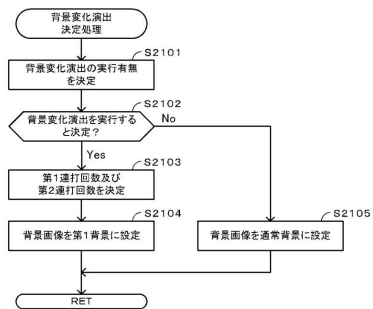 背景変化演出
決定処理
S2101
背景変化演出の実行有無
を決定
S2102
背景変化演出を実行する
と決定？
No
Yes
S2103
第1連打回数及び
第2連打回数を決定
S2104
背景画像を第1背景に設定
S2105
背景画像を通常背景に設定
RET